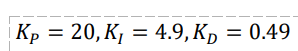 K_P = 20, K_I = 4.9, K_D = 0.49